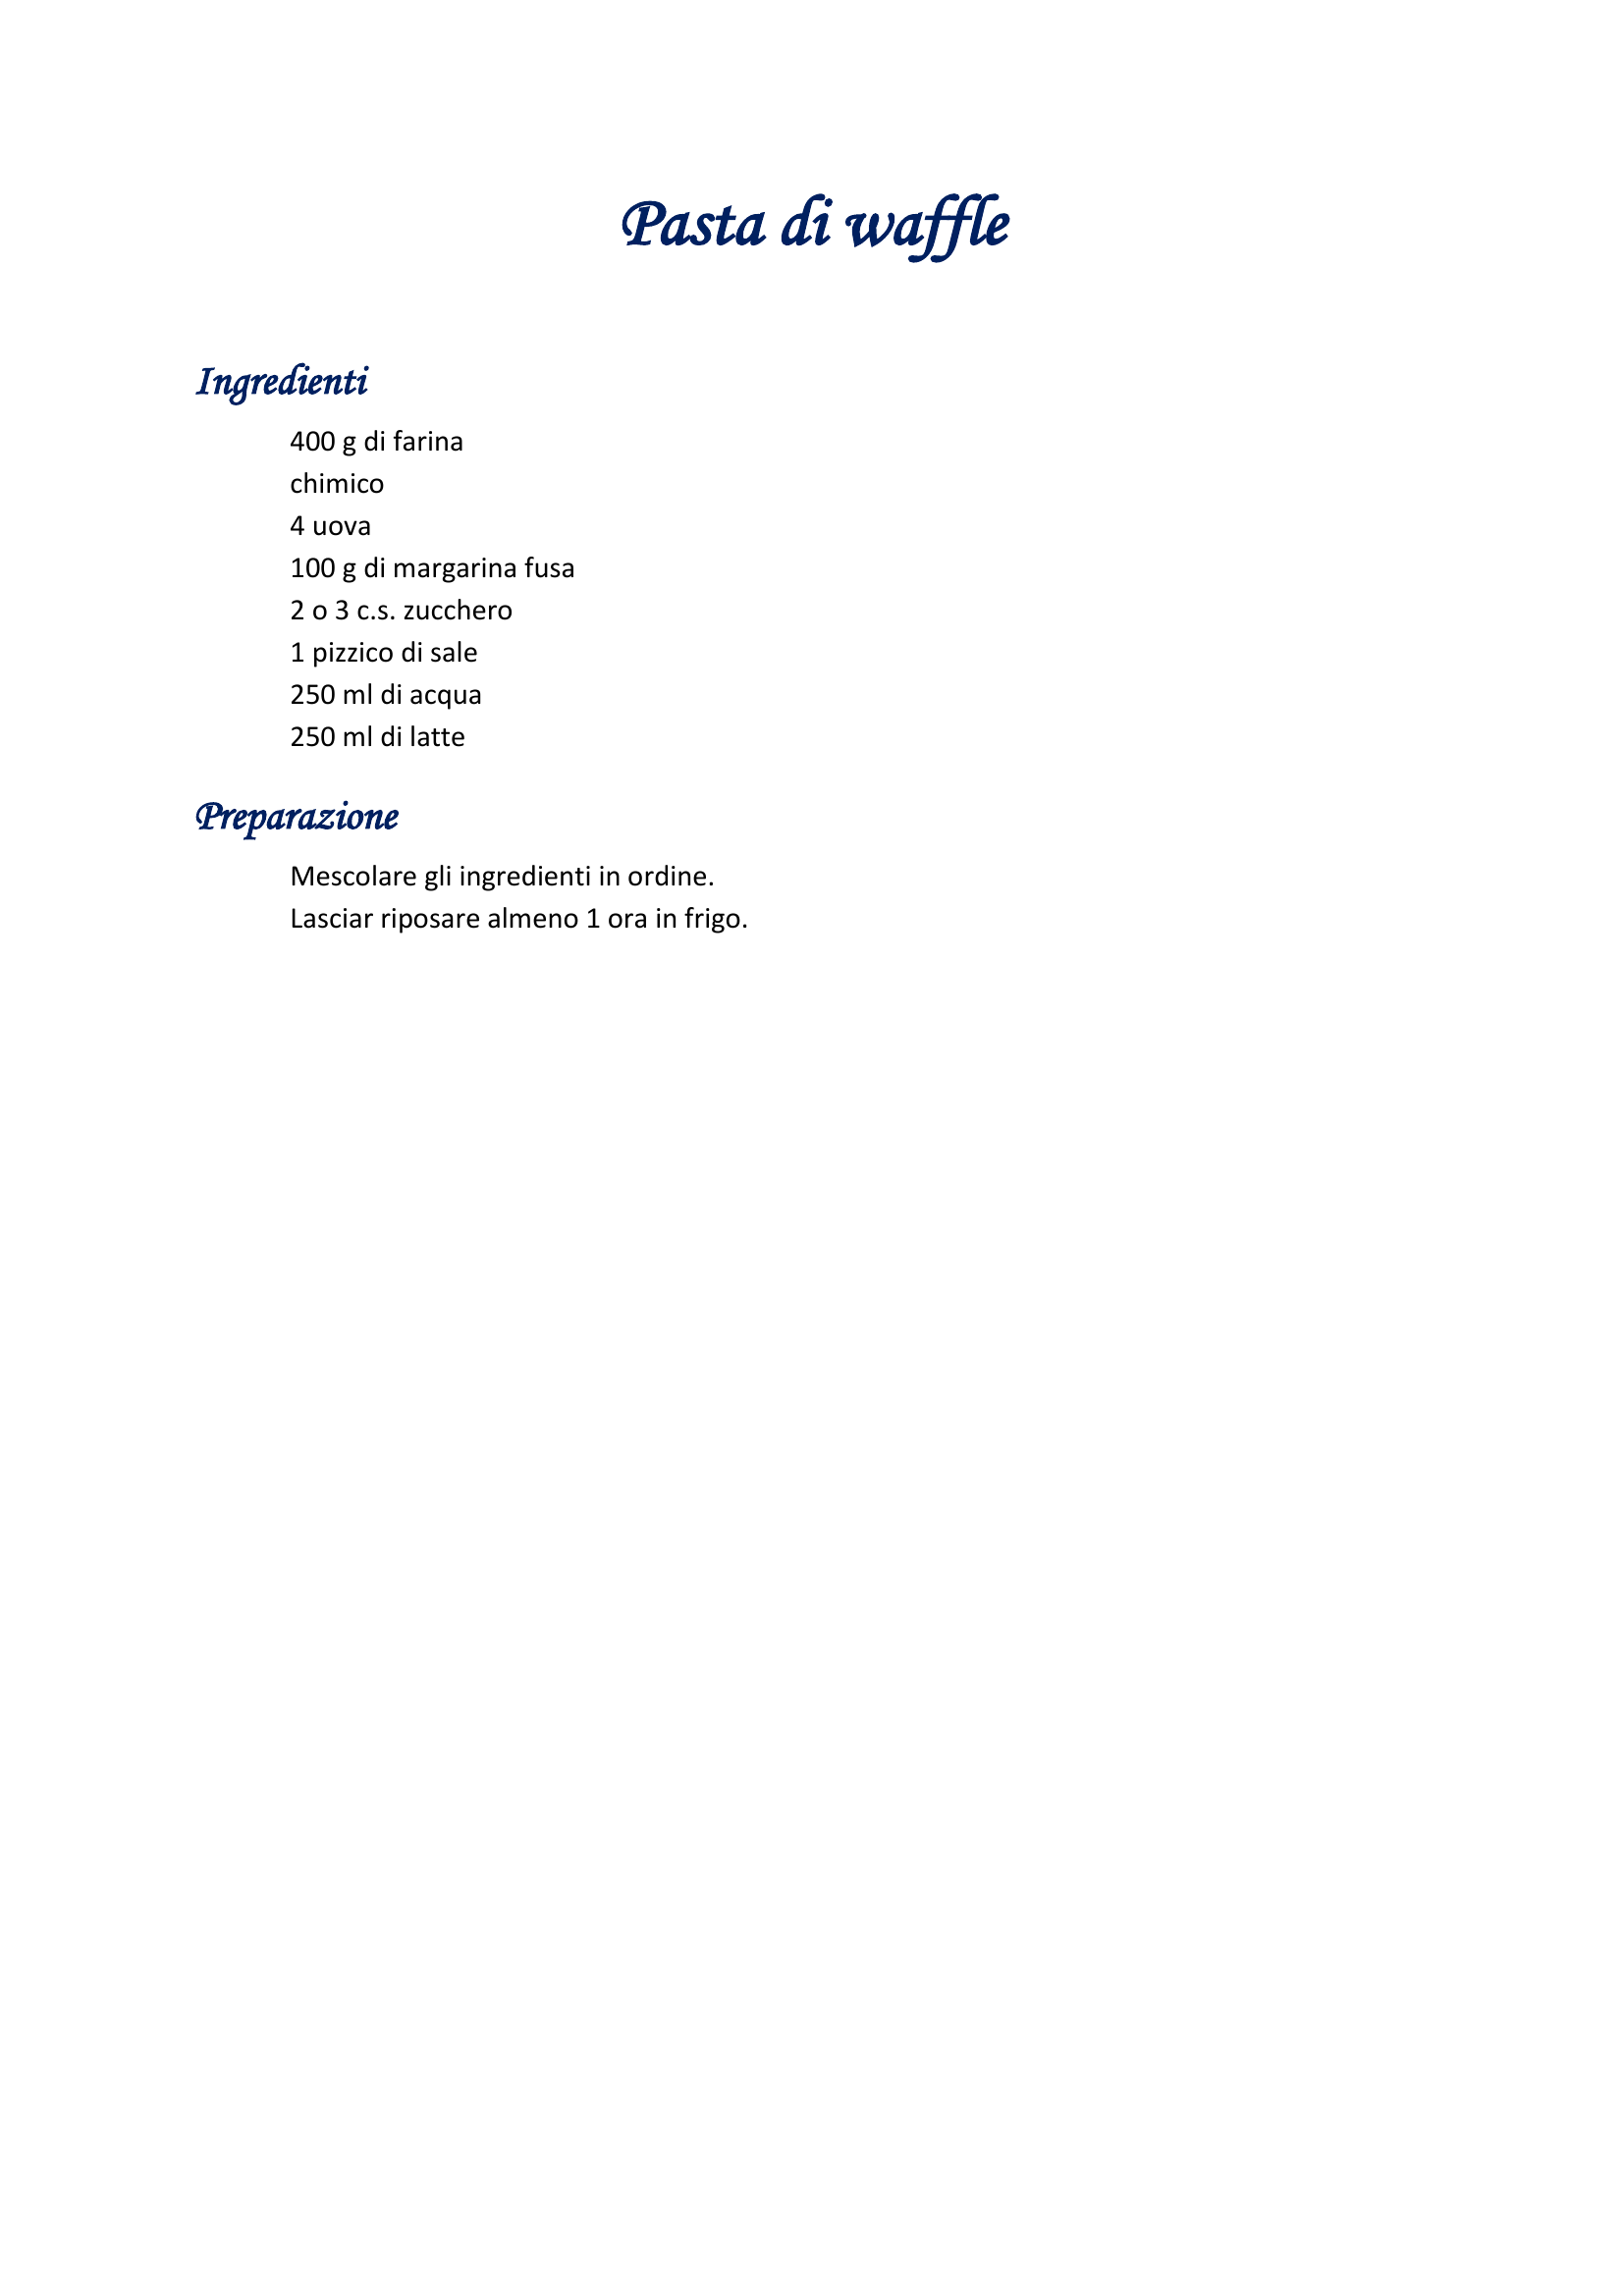 Pasta di waffle
Ingredienti
400 g di farina
chimico
4 uova
100 g di margarina fusa
2 o 3 c.s. zucchero
1 pizzico di sale
250 ml di acqua
250 ml di latte
Preparazione
Mescolare gli ingredienti in ordine.
Lasciar riposare almeno 1 ora in frigo.